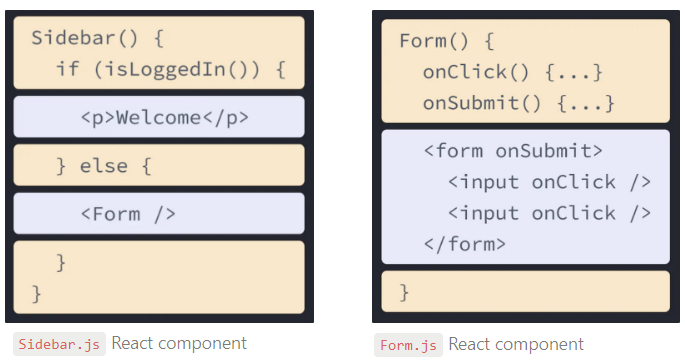 Sidebar() {
if (isLoggedIn()) {
<p>Welcome</p>
} else {
<Form />
}
}
Sidebar.js React component
Form() {
onClick() {...}
onSubmit() {...}
<form onSubmit>
<input onClick />
<input onClick />
</form>
}
Form.js React component